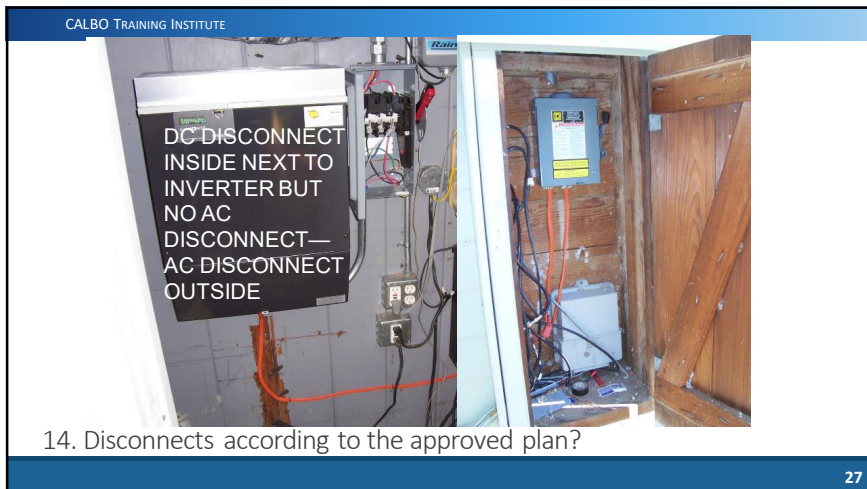 CALBO TRAINING INSTITUTE
Rain
DC DISCONNECT
INSIDE NEXT TO
INVERTER BUT
NO AC
DISCONNECT—
AC DISCONNECT
OUTSIDE
14. Disconnects according to the approved plan?
27